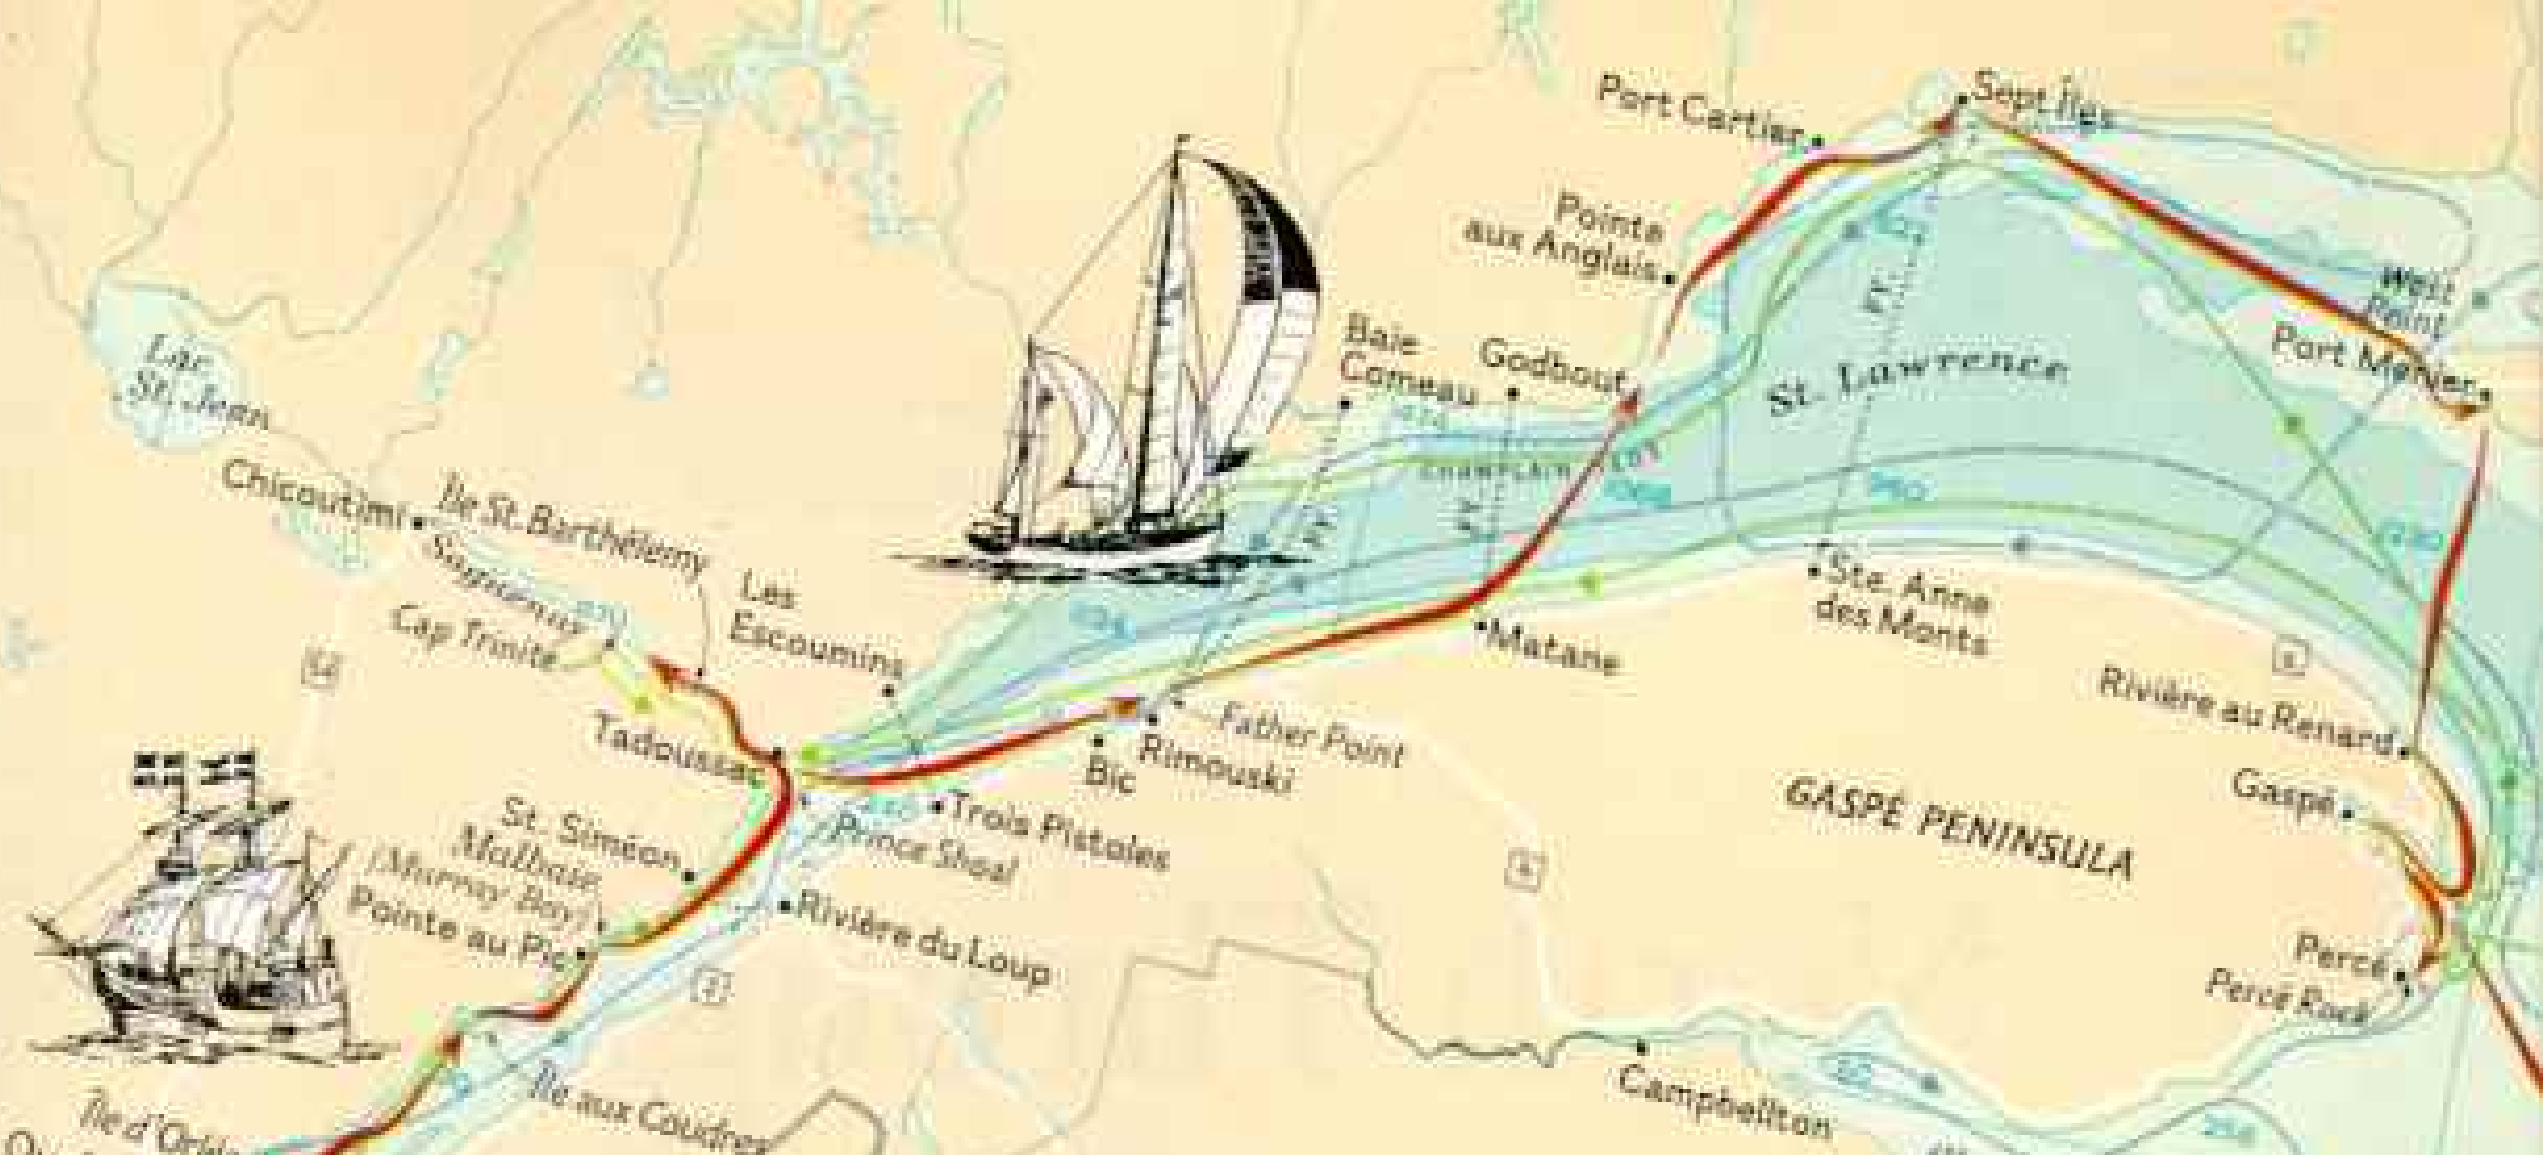 Sept Îles
Port Cartier
Pointe
aux Anglais
West
Point
Port Menier
Baie
Comeau
Godbout
St. Lawrence
Lac
St. Jean
Chicoutimi
Île St. Barthélemy
Saguenay
Cap Trinité
Les
Escoumins
CHAMPLAIN
Ste. Anne
des Monts
Matane
Rivière au Renard
Tadoussac
Father Point
Rimouski
Bic
Gaspé
GASPÉ PENINSULA
St. Siméon
Trois Pistoles
Prince Shoal
Malbaie
(Murray Bay)
Pointe au Pic
Rivière du Loup
Percé
Percé Rock
Île aux Coudres
Campbellton
Île d'Orlé